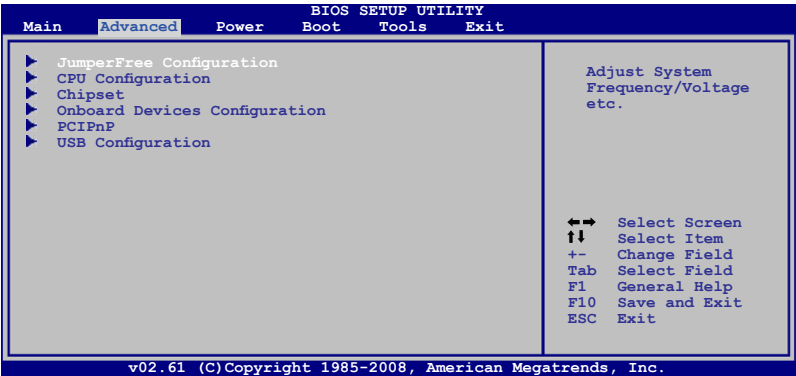 BIOS SETUP UTILITY
Main Advanced Power Boot Tools Exit
JumperFree Configuration
CPU Configuration
Chipset
Onboard Devices Configuration
PCIPnP
USB Configuration
Adjust System
Frequency/Voltage
etc.
←→ Select Screen
↑↓ Select Item
+- Change Field
Tab Select Field
F1 General Help
F10 Save and Exit
ESC Exit
v02.61 (C)Copyright 1985-2008, American Megatrends, Inc.